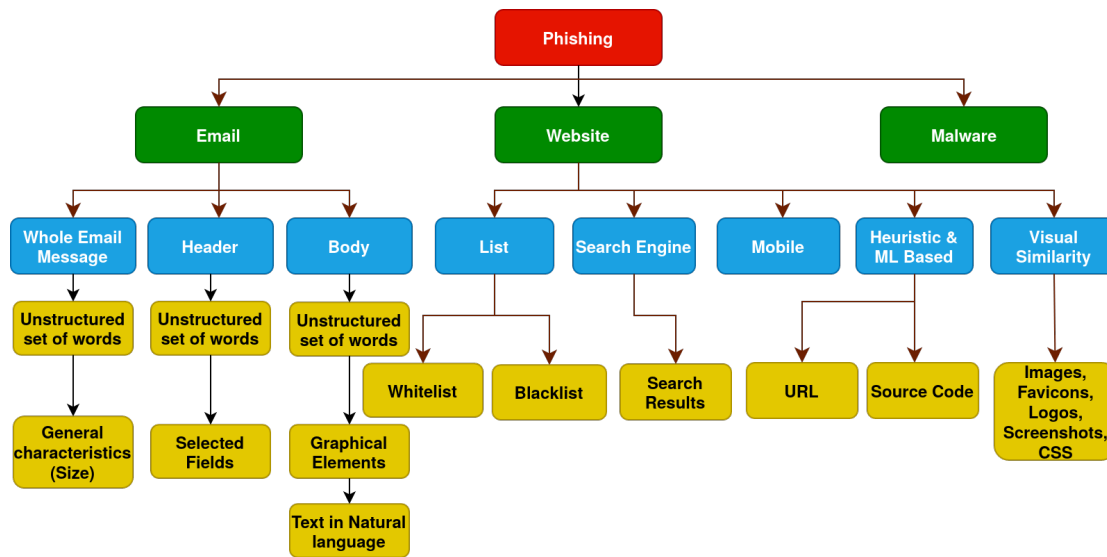 Phishing
Email
Website
Malware
Whole Email
Message
Header
Body
List
Search Engine
Mobile
Heuristic &
ML Based
Visual
Similarity
Unstructured
set of words
Unstructured
set of words
Unstructured
set of words
Whitelist
Blacklist
Search
Results
URL
Source Code
Images,
Favicons,
Logos,
Screenshots,
CSS
General
characteristics
(Size)
Selected
Fields
Graphical
Elements
Text in Natural
language